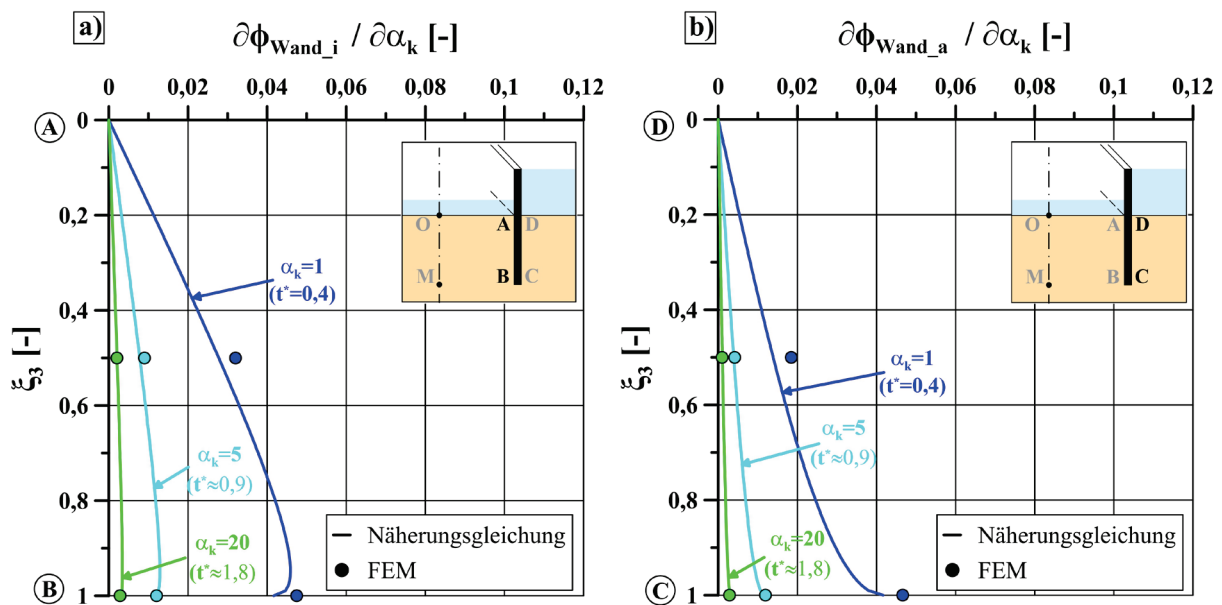 a)
∂ϕWand_i / ∂αk [-]
0 0,02 0,04 0,06 0,08 0,1 0,12
A
0
0,2
0,4
0,6
0,8
1
B
ξ3 [-]
O A D
M B C
αk=1
(t*=0,4)
αk=5
(t*≈0,9)
αk=20
(t*≈1,8)
Näherungsgleichung
FEM
b)
∂ϕWand_a / ∂αk [-]
0 0,02 0,04 0,06 0,08 0,1 0,12
D
0
0,2
0,4
0,6
0,8
1
C
ξ3 [-]
O A D
M B C
αk=1
(t*=0,4)
αk=5
(t*≈0,9)
αk=20
(t*≈1,8)
Näherungsgleichung
FEM